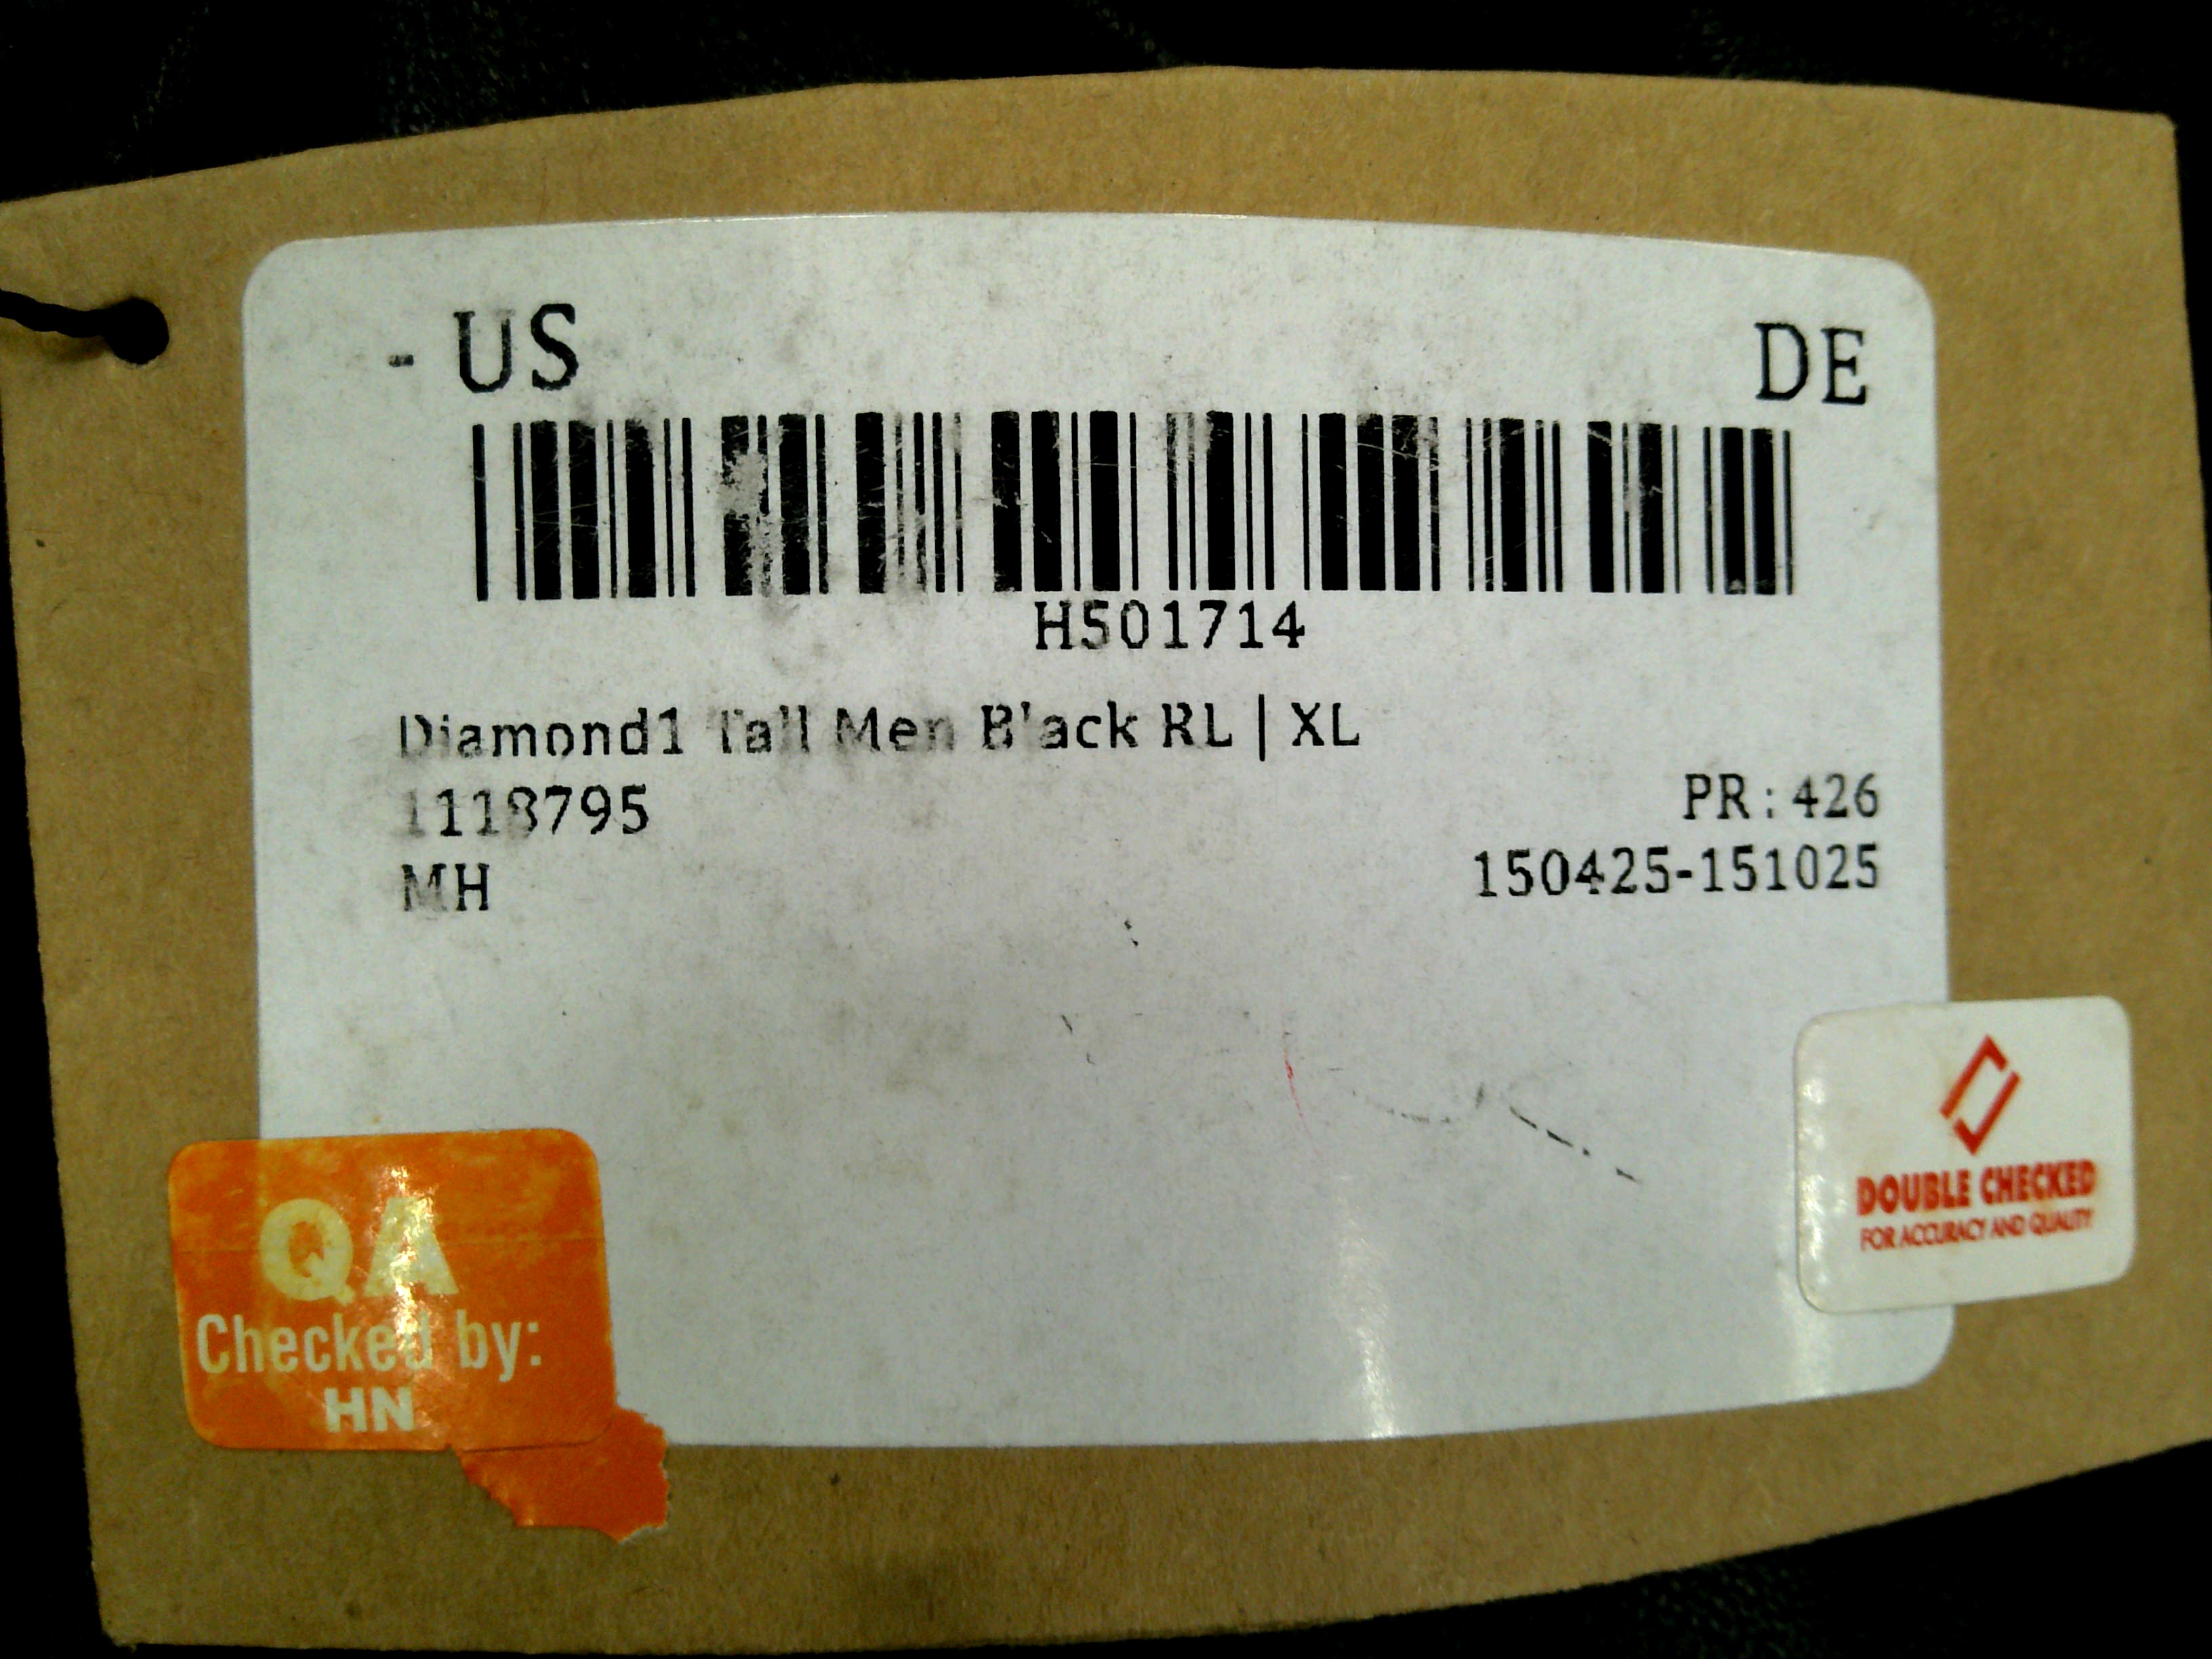 - US DE
H501714
Diamond1 Tall Men Black RL | XL
1118795
PR : 426
MH
150425-151025
QA
Checked by:
HN
DOUBLE CHECKED
FOR ACCURACY AND QUALITY